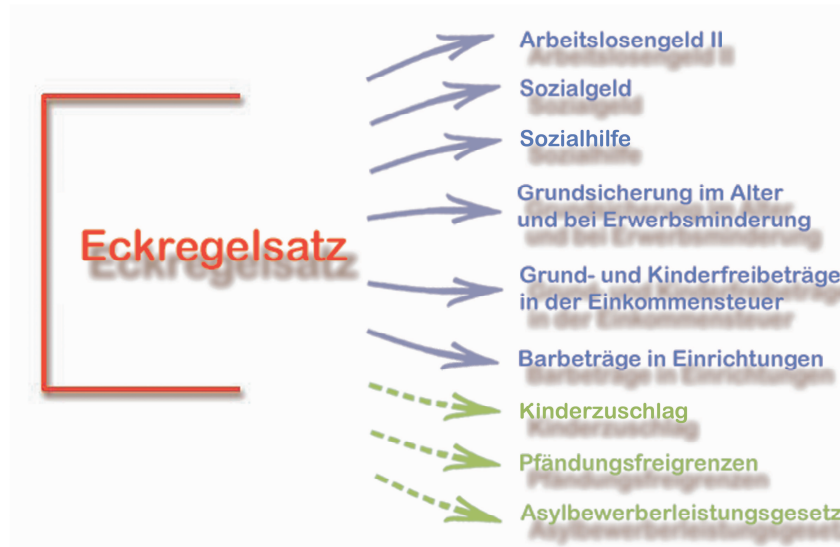 Arbeitslosengeld II
Sozialgeld
Sozialhilfe
Grundsicherung im Alter
und bei Erwerbsminderung
Eckregelsatz
Grund- und Kinderfreibeträge
in der Einkommensteuer
Barbeträge in Einrichtungen
Kinderzuschlag
Pfändungsfreigrenzen
Asylbewerberleistungsgesetz